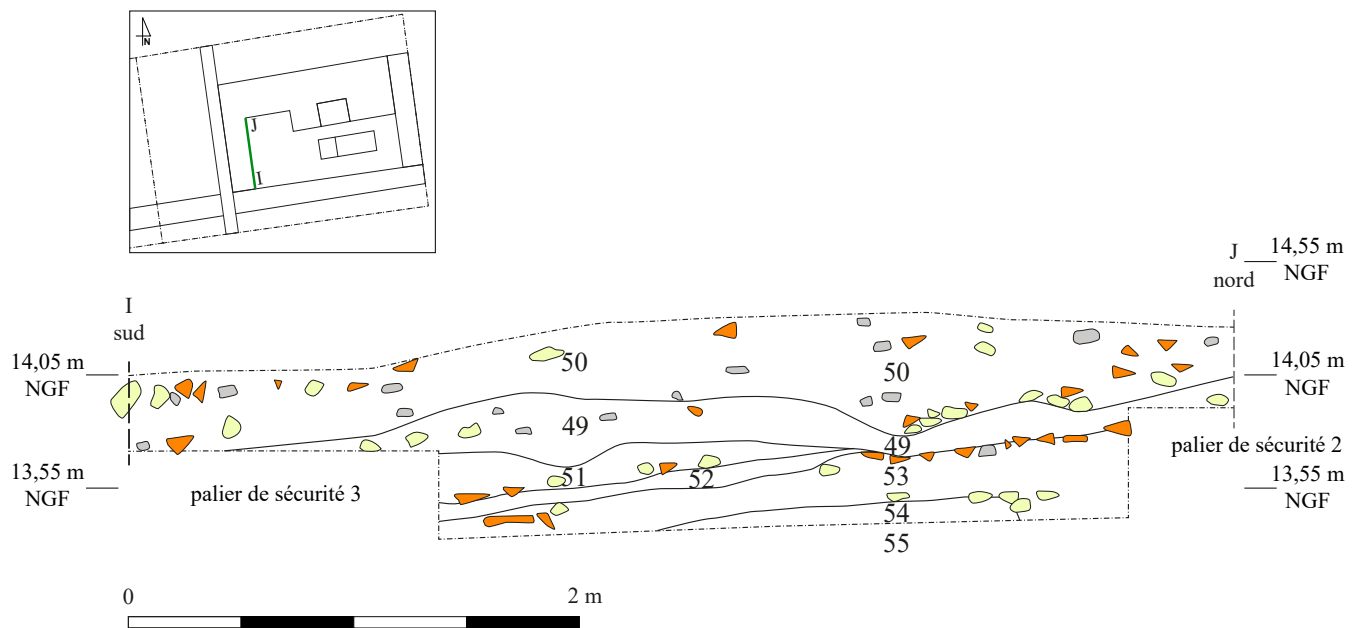 N
J
I
14,55 m
NGF
J
nord
I
sud
14,05 m
NGF
14,05 m
NGF
50
50
49
49
51
52
53
54
55
palier de sécurité 2
palier de sécurité 3
13,55 m
NGF
13,55 m
NGF
0
2 m